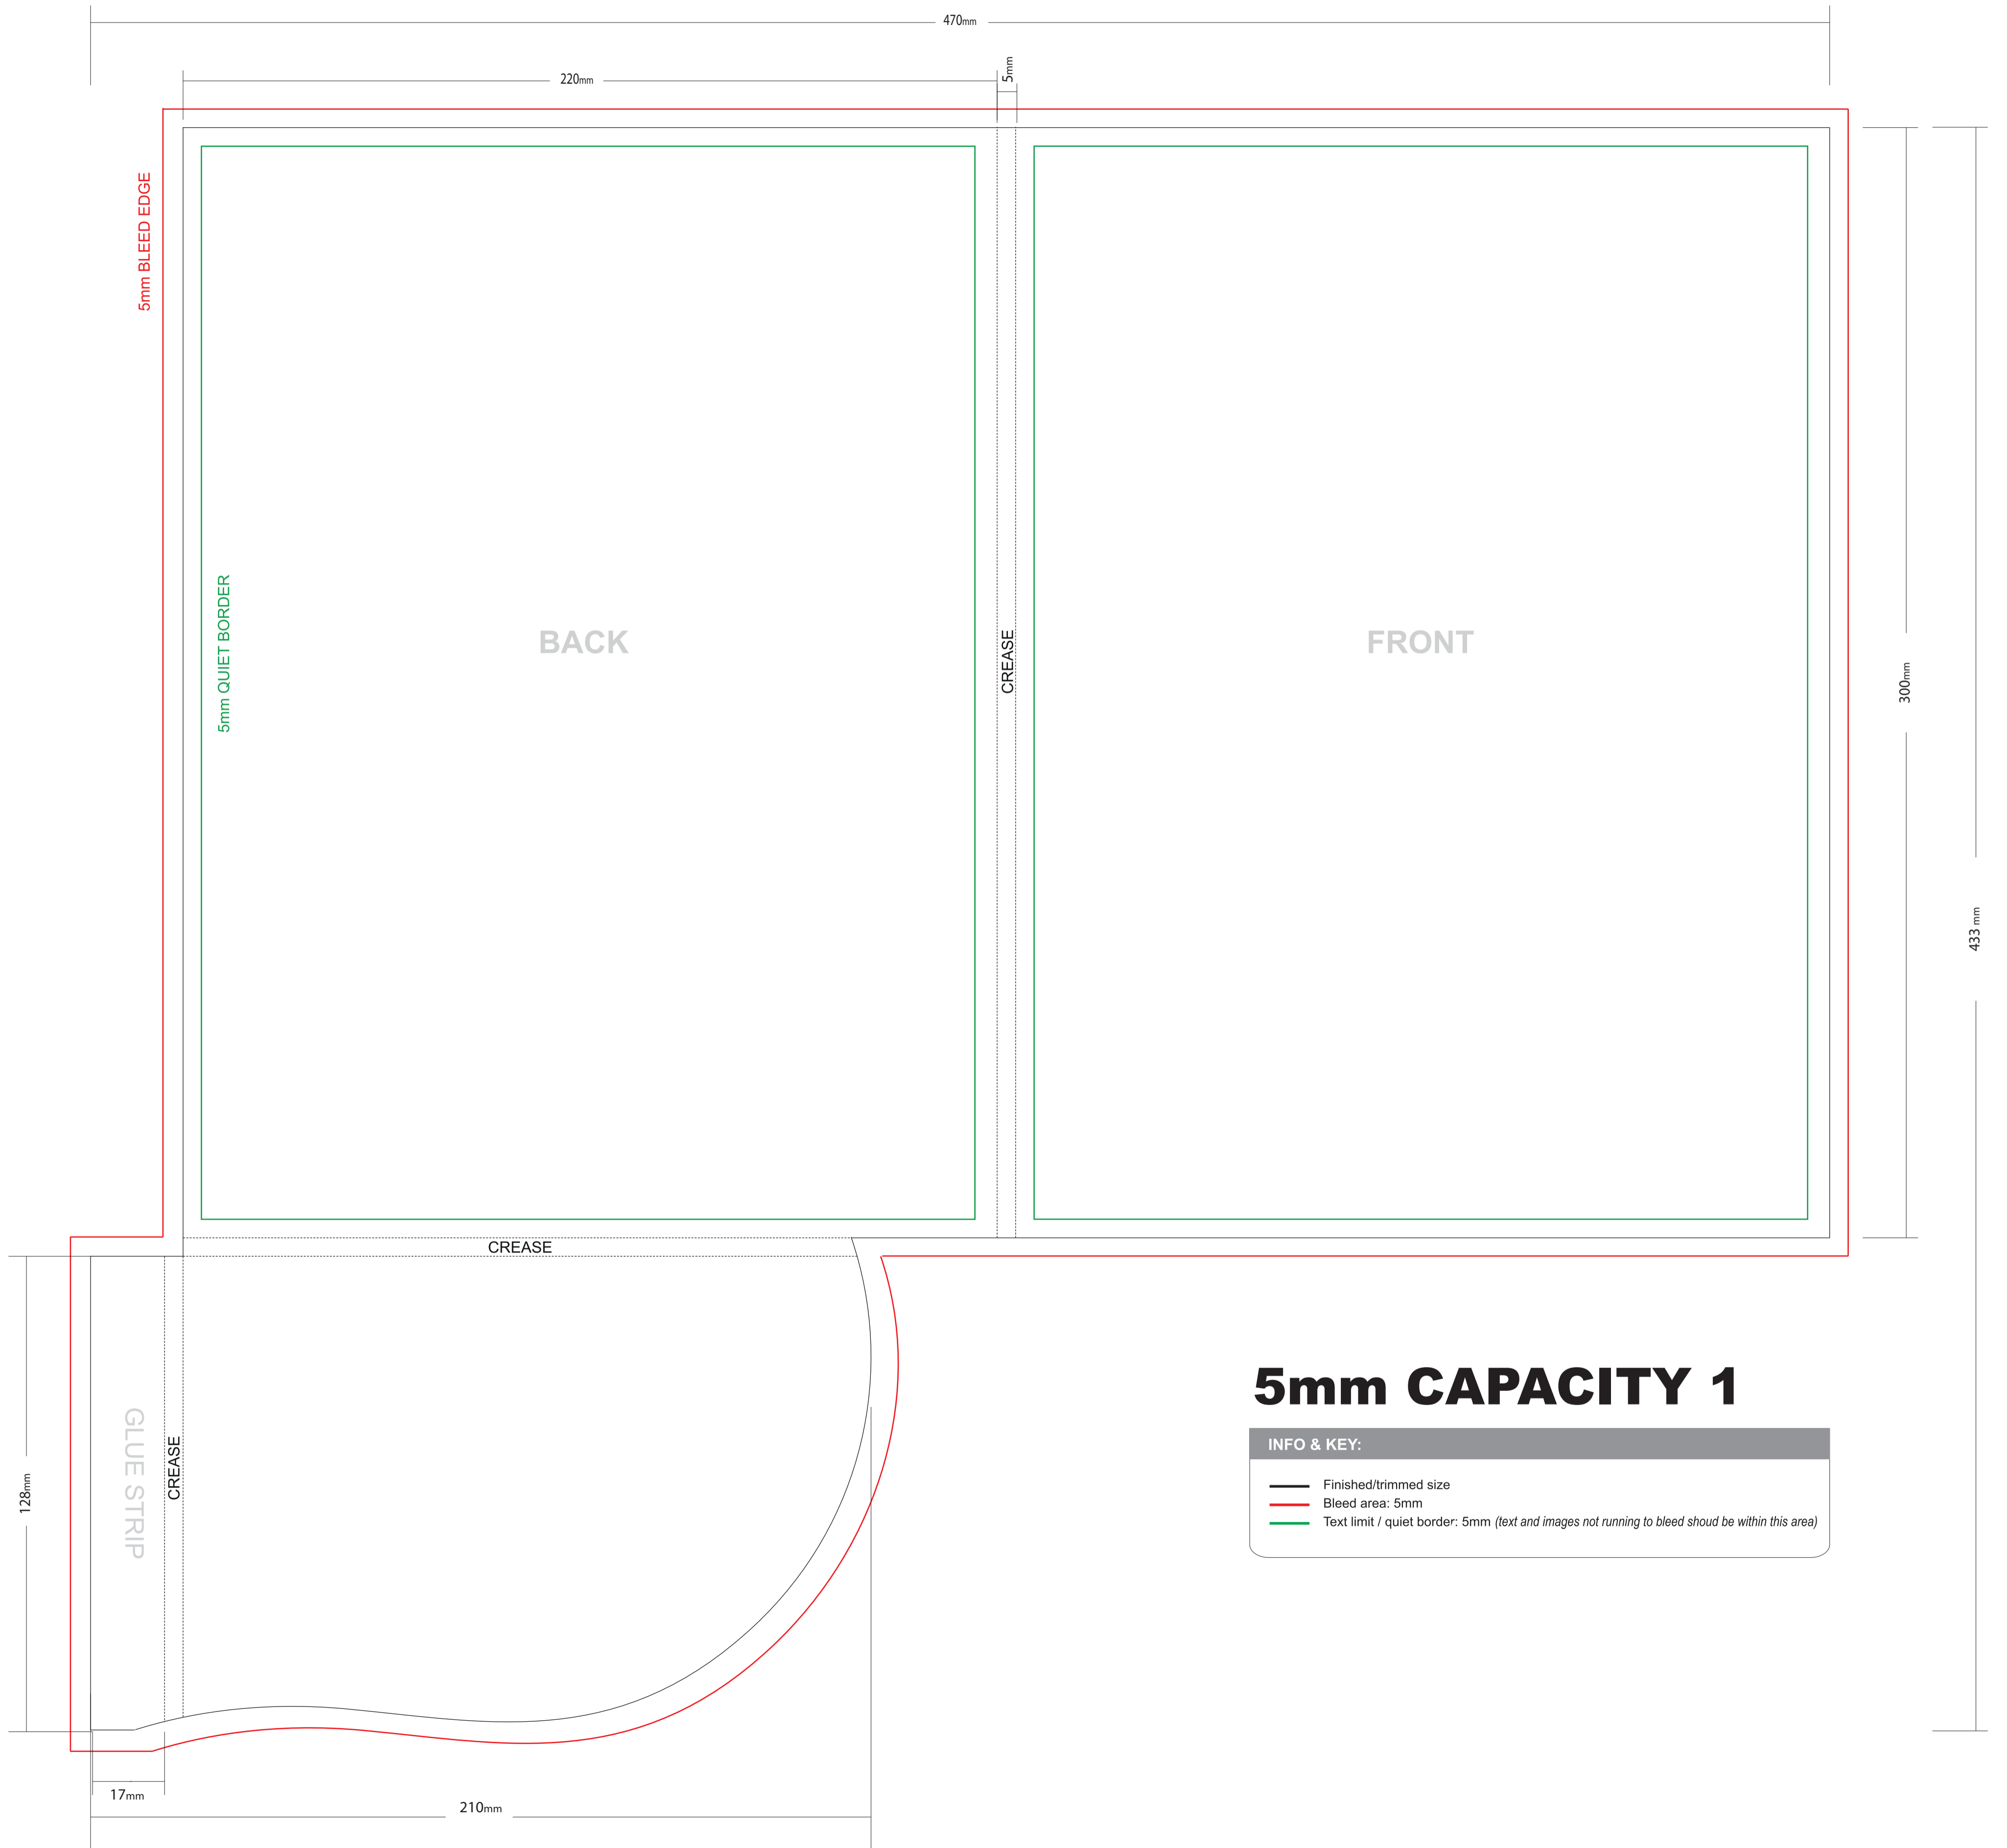 470mm
220mm
5mm
5mm BLEED EDGE
5mm QUIET BORDER
BACK
CREASE
FRONT
300mm
433 mm
CREASE
GLUE STRIP
CREASE
128mm
5mm CAPACITY 1
INFO & KEY:
Finished/trimmed size
Bleed area: 5mm
Text limit / quiet border: 5mm (text and images not running to bleed shoud be within this area)
17mm
210mm